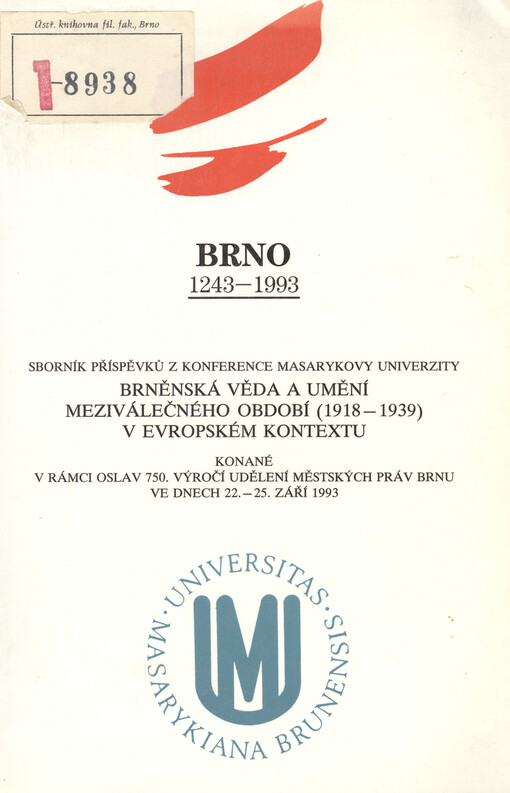 Ústř. knihovna fil. fak., Brno
1-8938
BRNO
1243—1993
SBORNÍK PŘÍSPĚVKŮ Z KONFERENCE MASARYKOVY UNIVERZITY
BRNĚNSKÁ VĚDA A UMĚNÍ
MEZIVÁLEČNÉHO OBDOBÍ (1918—1939)
V EVROPSKÉM KONTEXTU
KONANÉ
V RÁMCI OSLAV 750. VÝROČÍ UDĚLENÍ MĚSTSKÝCH PRÁV BRNU
VE DNECH 22.—25. ZÁŘÍ 1993
· UNIVERSITAS ·
MASARYKIANA BRUNENSIS
MU